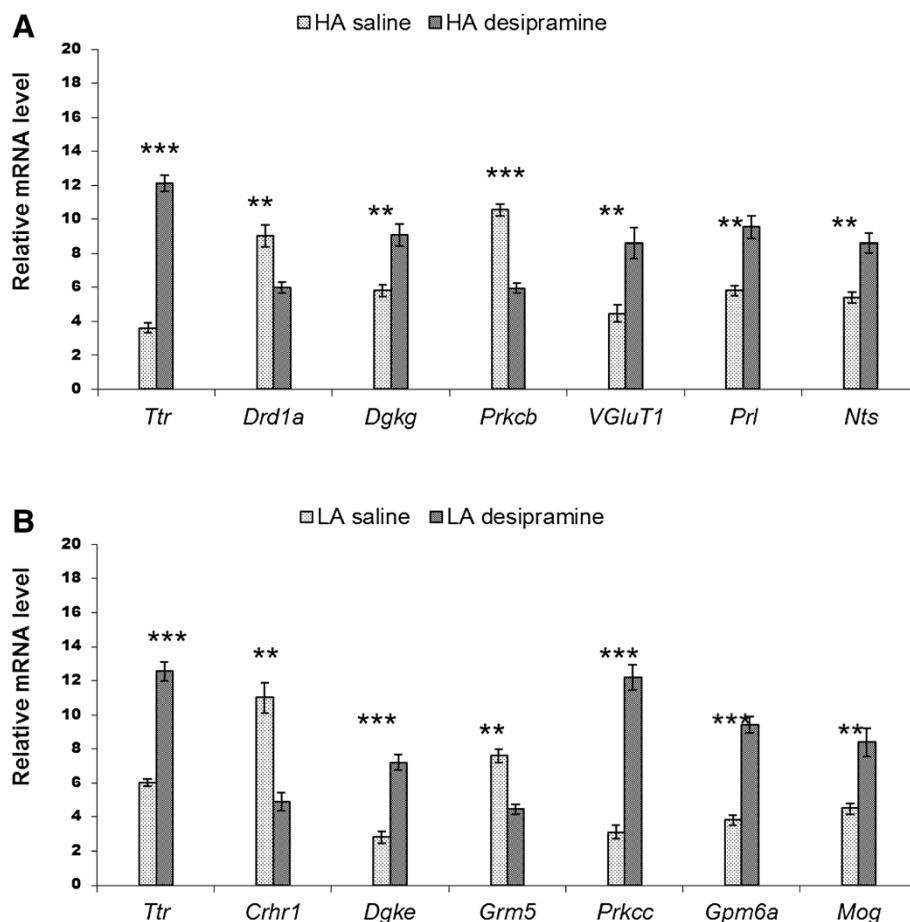 A
HA saline HA desipramine
Relative mRNA level
20
18
16
14
12
10
8
6
4
2
0
*** ** ** *** ** ** **
Ttr Drd1a Dgkg Prkcb VGluT1 Prl Nts
B
LA saline LA desipramine
Relative mRNA level
20
18
16
14
12
10
8
6
4
2
0
*** ** *** ** *** *** **
Ttr Crhr1 Dgke Grm5 Prkcc Gpm6a Mog